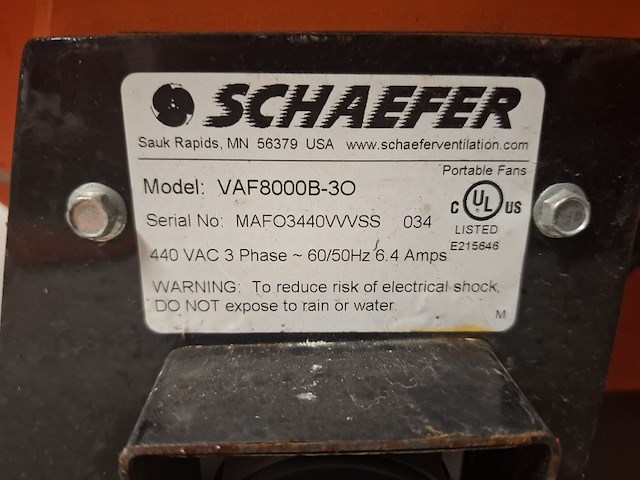 SCHAEFER
Sauk Rapids, MN 56379 USA www.schaeferventilation.com
Portable Fans
Model: VAF8000B-3O
Serial No: MAFO3440VVVSS 034
C UL US
LISTED
E215646
440 VAC 3 Phase ~ 60/50Hz 6.4 Amps
WARNING: To reduce risk of electrical shock,
DO NOT expose to rain or water.
M